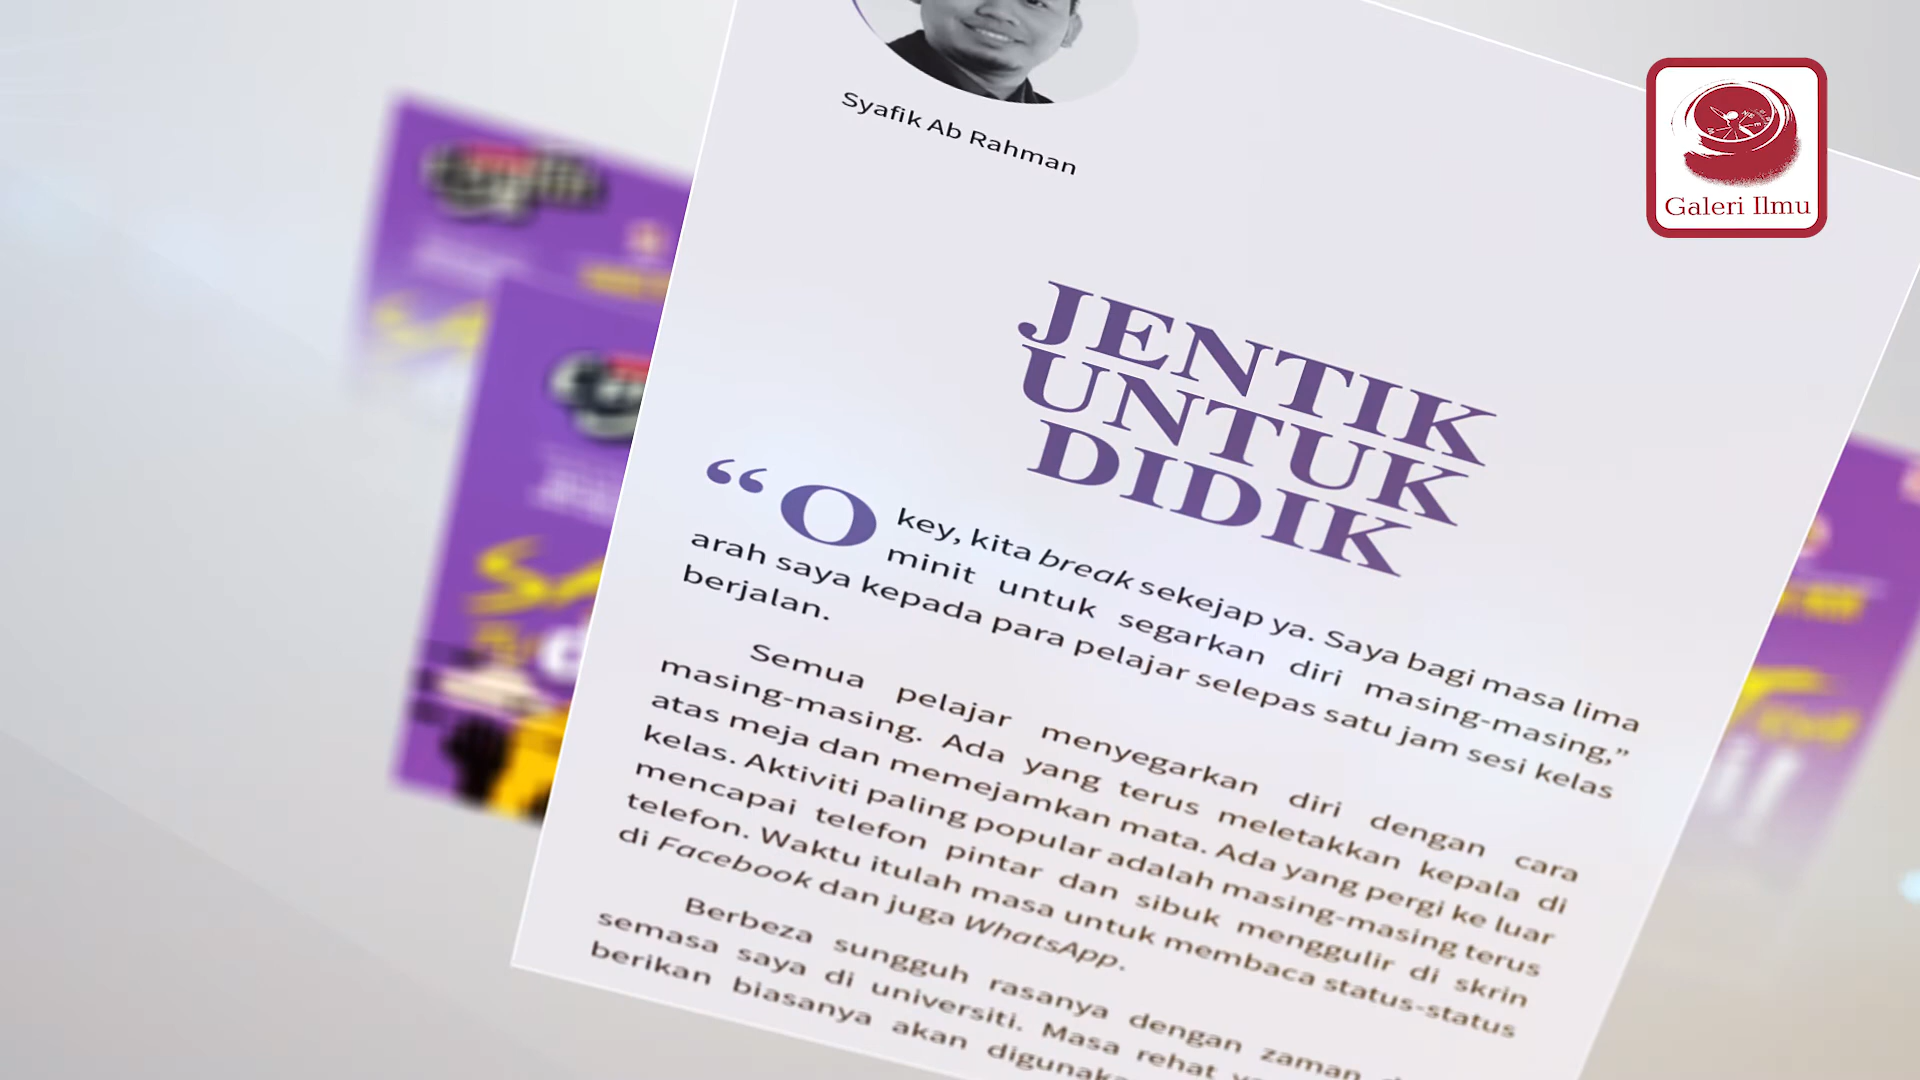 Syafik Ab Rahman
Galeri Ilmu
JENTIK
UNTUK
DIDIK
“Okey, kita break sekejap ya. Saya bagi masa lima
minit untuk segarkan diri masing-masing,”
arah saya kepada para pelajar selepas satu jam sesi kelas
berjalan.
Semua pelajar menyegarkan diri dengan cara
masing-masing. Ada yang terus meletakkan kepala di
atas meja dan memejamkan mata. Ada yang pergi ke luar
kelas. Aktiviti paling popular adalah masing-masing terus
mencapai telefon pintar dan sibuk menggulir di skrin
telefon. Waktu itulah masa untuk membaca status-status
di Facebook dan juga WhatsApp.
Berbeza sungguh rasanya dengan zaman
semasa saya di universiti. Masa rehat
berikan biasanya akan